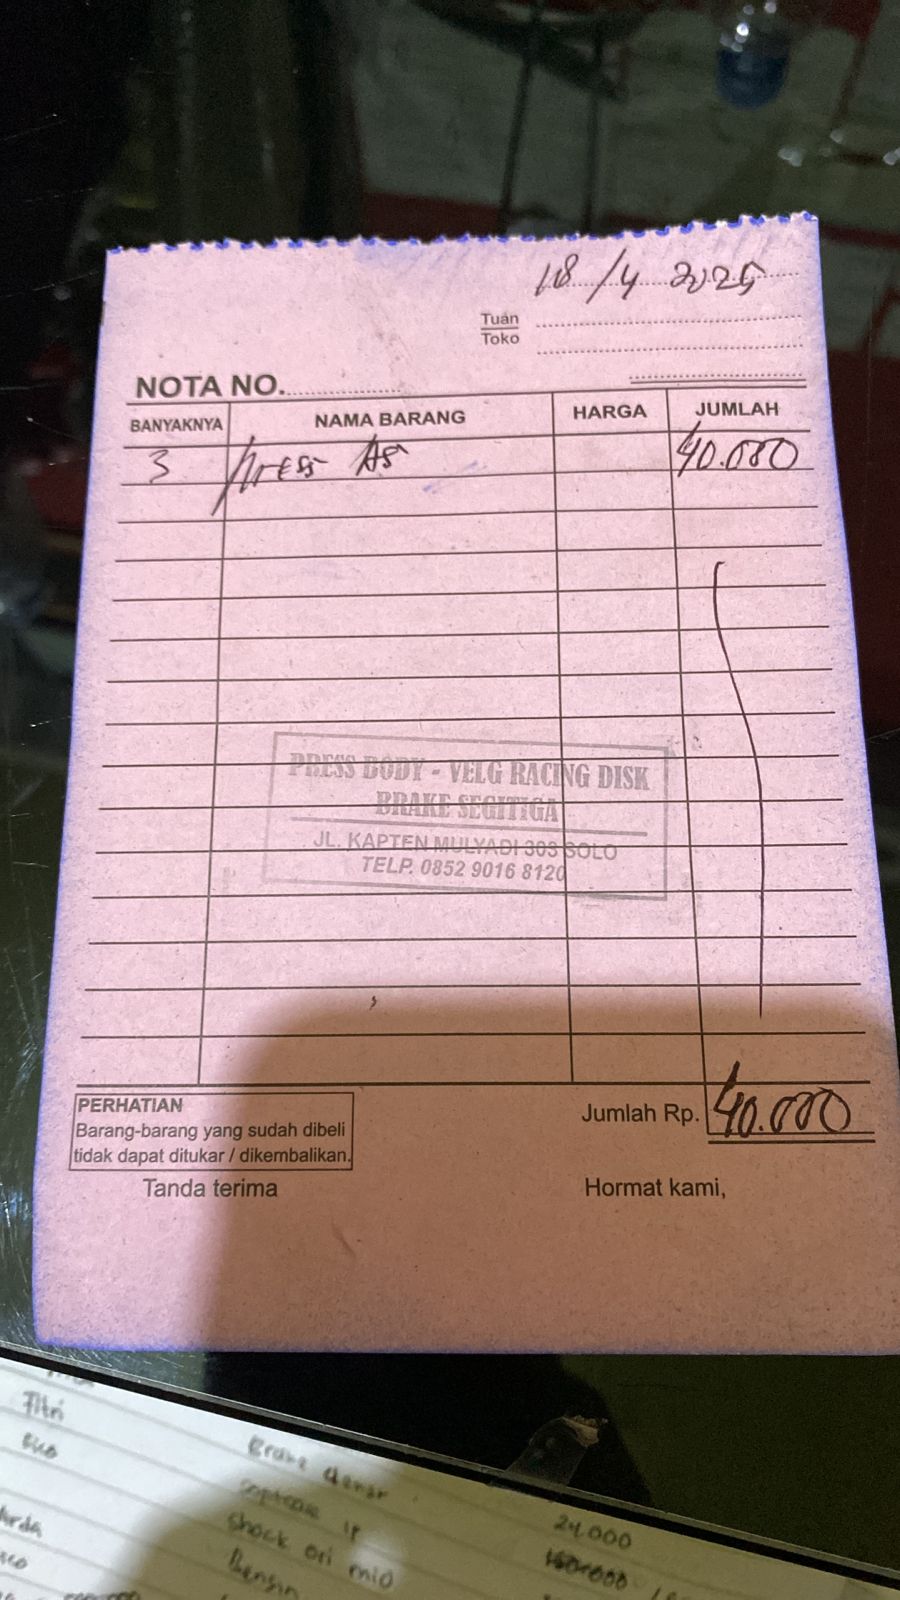 18/4 2025
Tuan
Toko
NOTA NO.
BANYAKNYA NAMA BARANG HARGA JUMLAH
3 Press As 40.000
PRESS BODY - VELG RACING DISK
BRAKE SEGITIGA
JL. KAPTEN MULYADI 303 SOLO
TELP. 0852 9016 8120
PERHATIAN
Barang-barang yang sudah dibeli
tidak dapat ditukar / dikembalikan.
Jumlah Rp. 40.000
Tanda terima Hormat kami,
Fitri
24.000
shock ori mio
Bensin